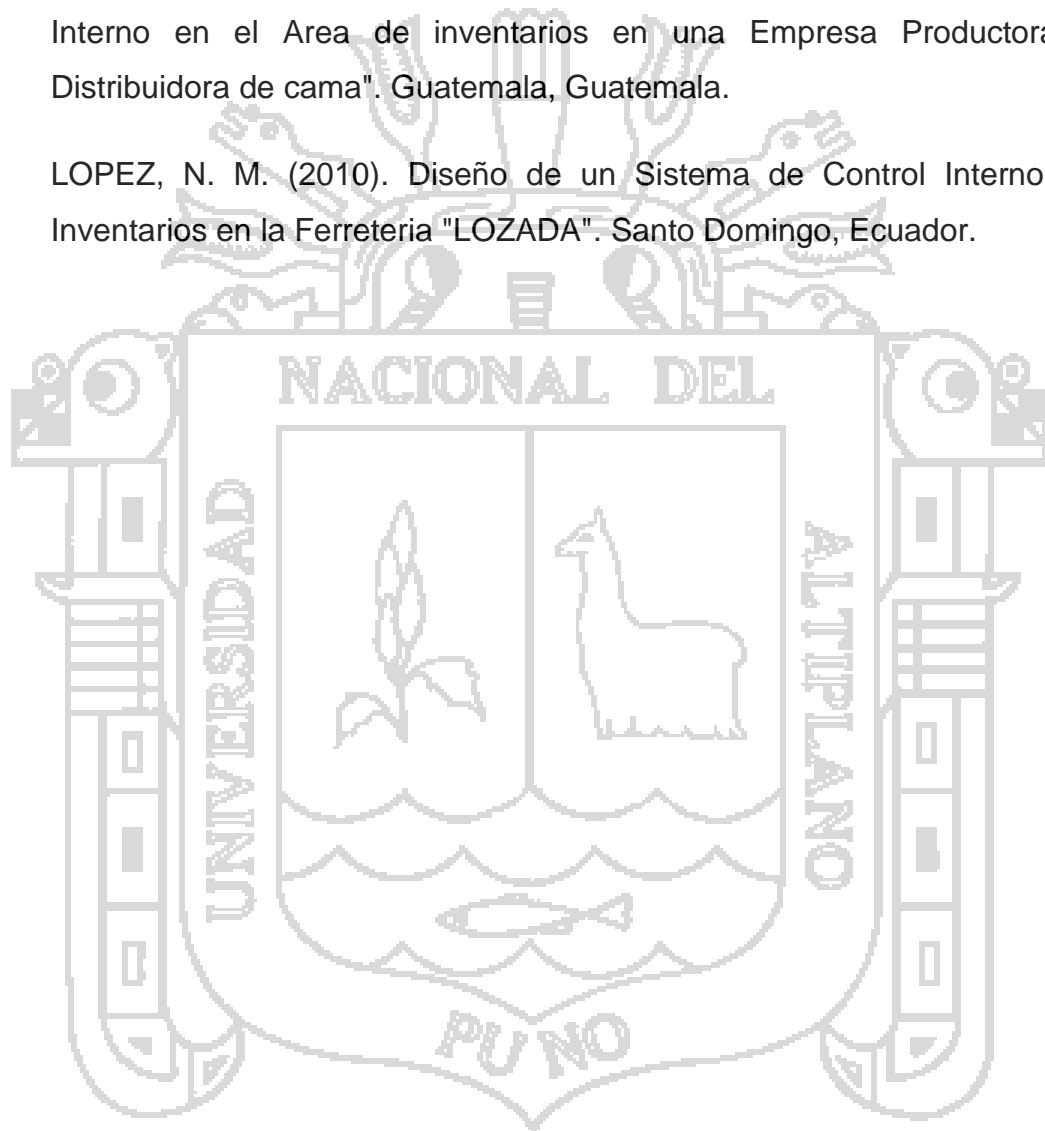 Interno en el Area de inventarios en una Empresa Productora
Distribuidora de cama". Guatemala, Guatemala.
LOPEZ, N. M. (2010). Diseño de un Sistema de Control Interno
Inventarios en la Ferreteria "LOZADA". Santo Domingo, Ecuador.
NACIONAL DEL
UNIVERSIDAD
ALTIPLANO
PUNO